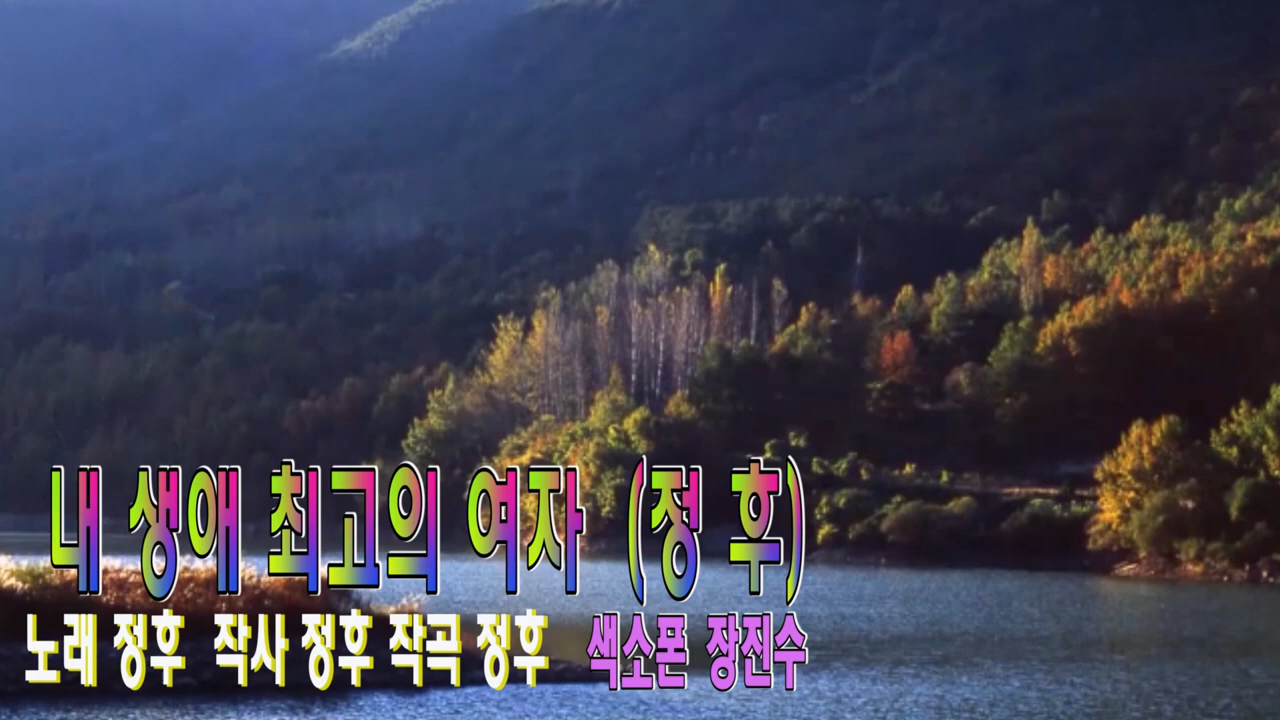 내 생애 최고의 여자 (정 후)
노래 정후 작사 정후 작곡 정후 색소폰 장진수